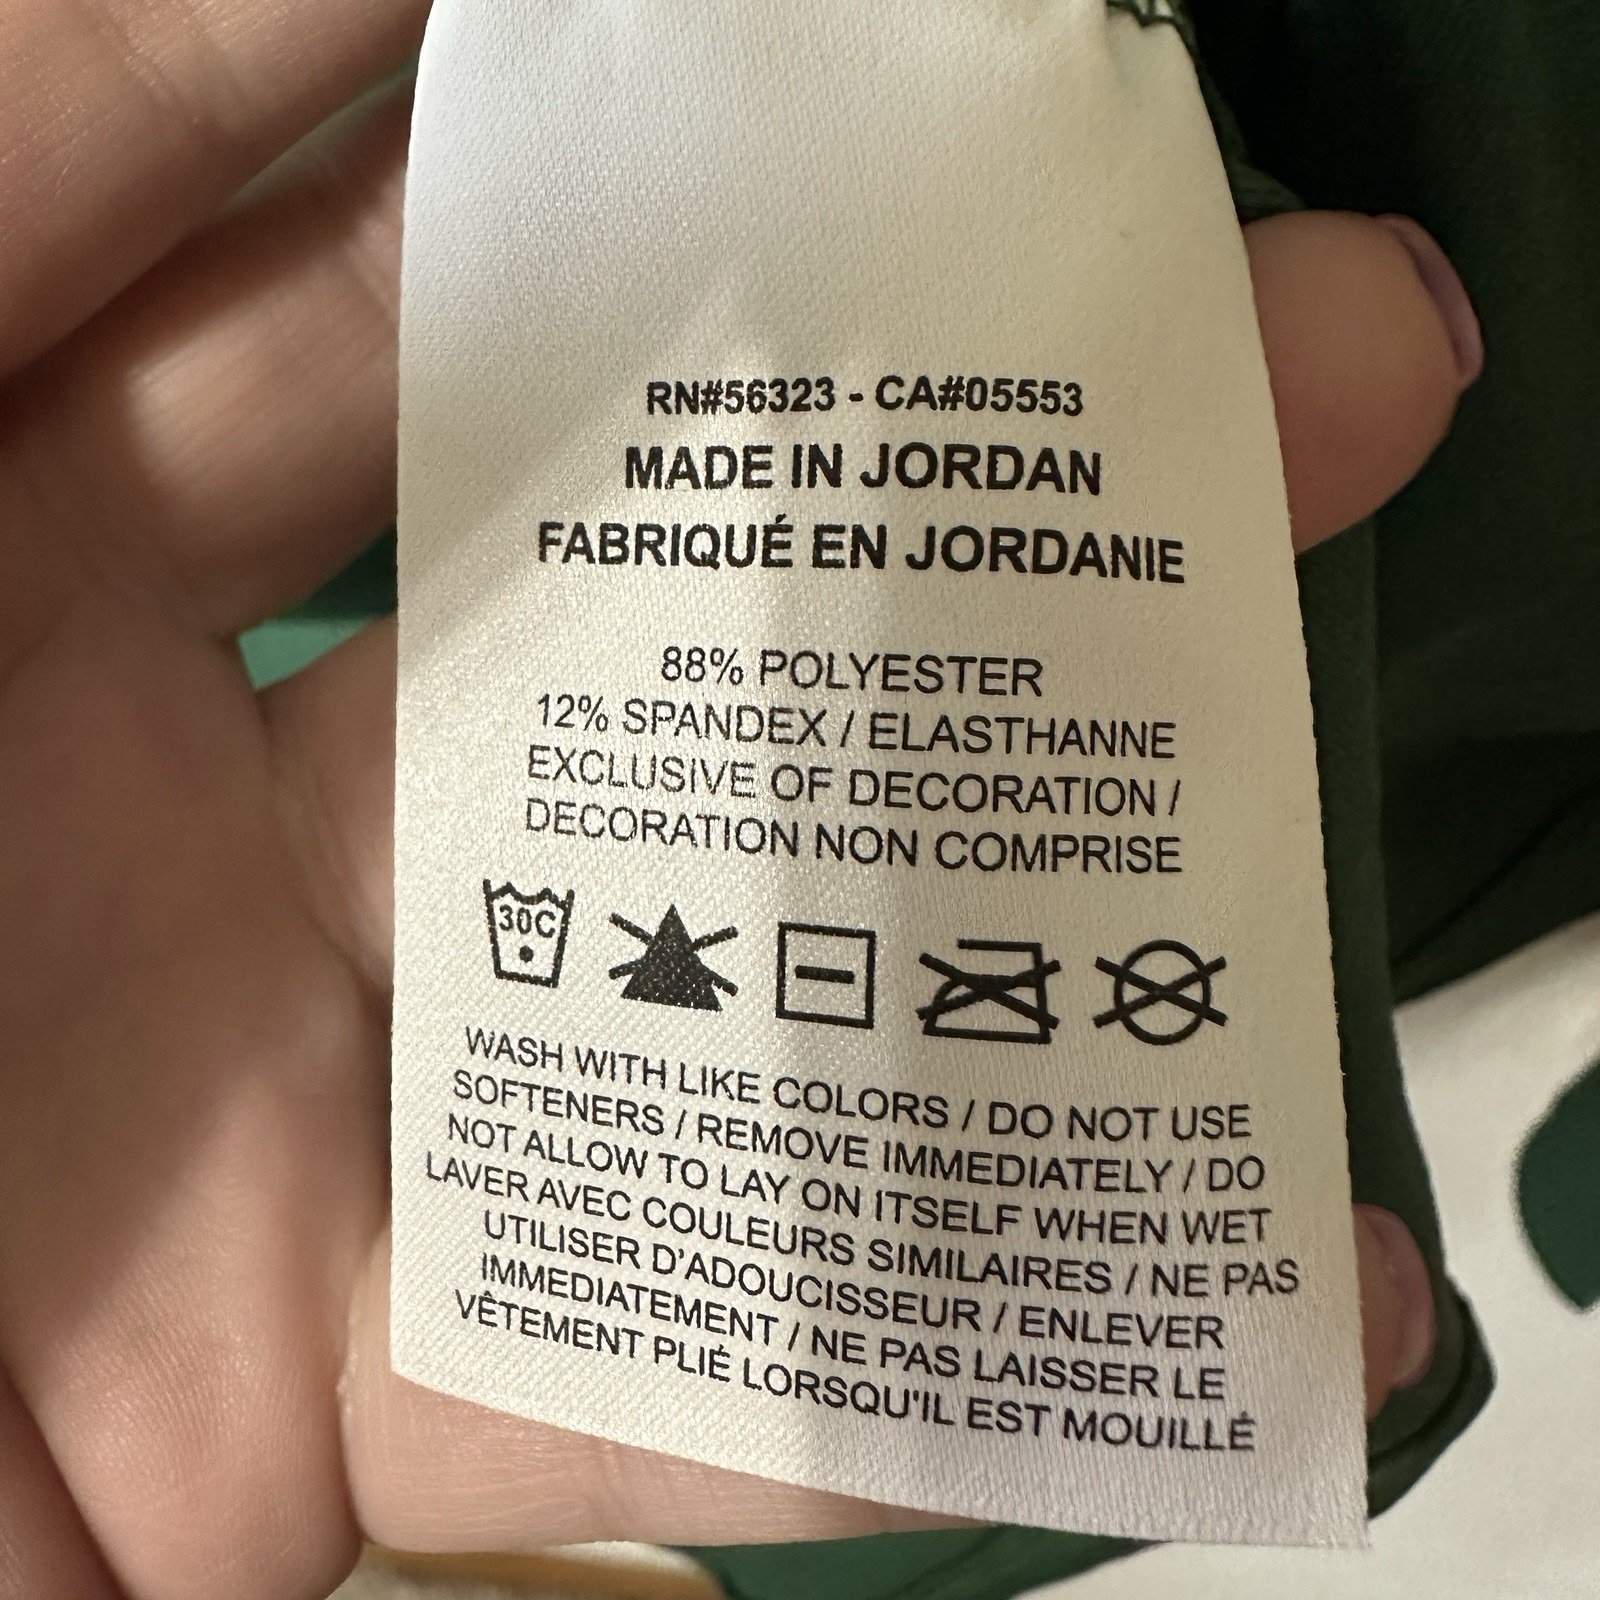 RN#56323 - CA#05553
MADE IN JORDAN
FABRIQUÉ EN JORDANIE
88% POLYESTER
12% SPANDEX / ELASTHANNE
EXCLUSIVE OF DECORATION /
DECORATION NON COMPRISE
30C
WASH WITH LIKE COLORS / DO NOT USE
SOFTENERS / REMOVE IMMEDIATELY / DO
NOT ALLOW TO LAY ON ITSELF WHEN WET
LAVER AVEC COULEURS SIMILAIRES / NE PAS
UTILISER D'ADOUCISSEUR / ENLEVER
IMMEDIATEMENT / NE PAS LAISSER LE
VÊTEMENT PLIÉ LORSQU'IL EST MOUILLÉ